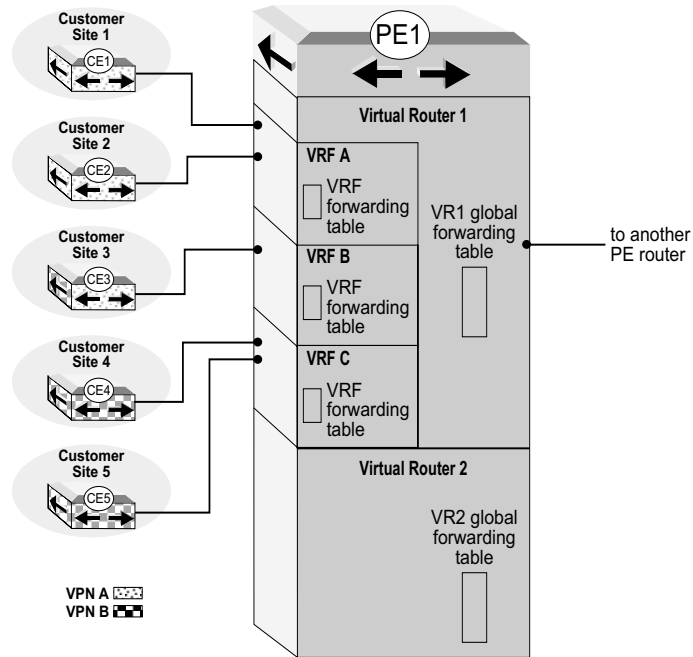 Customer
Site 1
CE1
Customer
Site 2
CE2
Customer
Site 3
CE3
Customer
Site 4
CE4
Customer
Site 5
CE5
VPN A
VPN B
PE1
Virtual Router 1
VRF A
VRF
forwarding
table
VRF B
VRF
forwarding
table
VRF C
VRF
forwarding
table
VR1 global
forwarding
table
to another
PE router
Virtual Router 2
VR2 global
forwarding
table